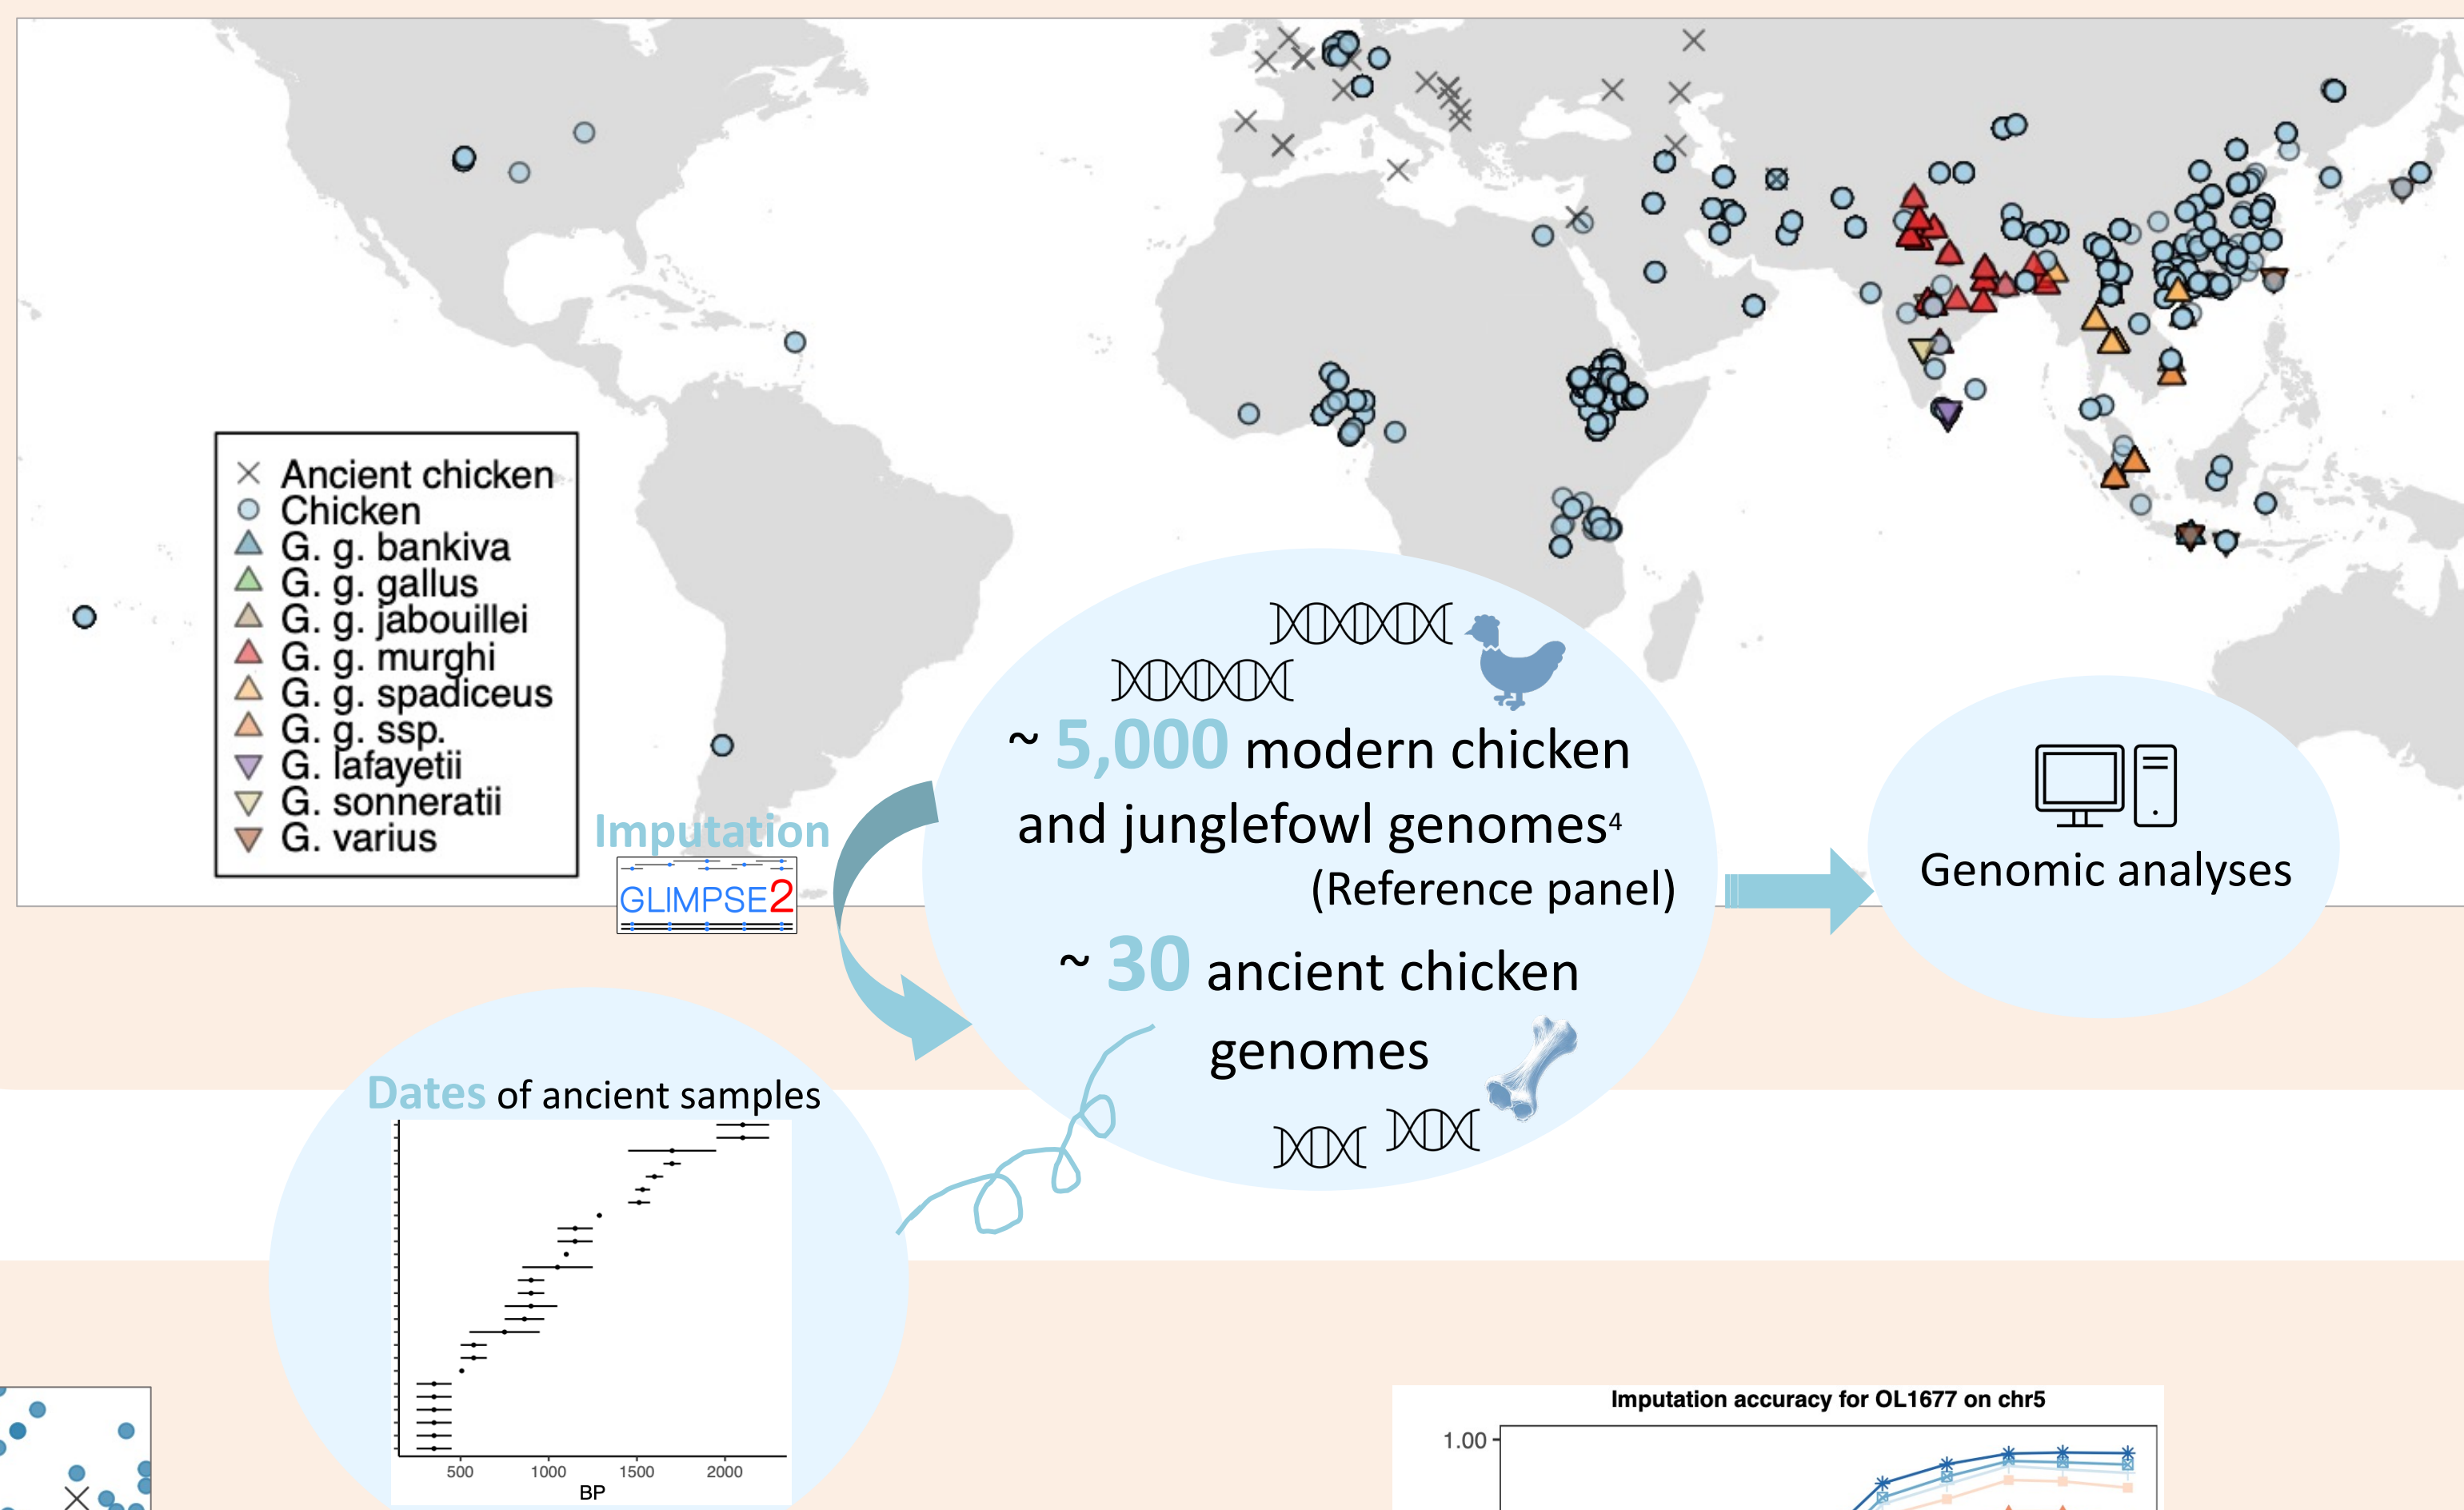 Ancient chicken
Chicken
G. g. bankiva
G. g. gallus
G. g. jabouillei
G. g. murghi
G. g. spadiceus
G. g. ssp.
G. lafayetii
G. sonneratii
G. varius
Imputation
GLIMPSE2
~ 5,000 modern chicken
and junglefowl genomes⁴
(Reference panel)
~ 30 ancient chicken
genomes
Genomic analyses
Dates of ancient samples
500 1000 1500 2000
BP
Imputation accuracy for OL1677 on chr5
1.00